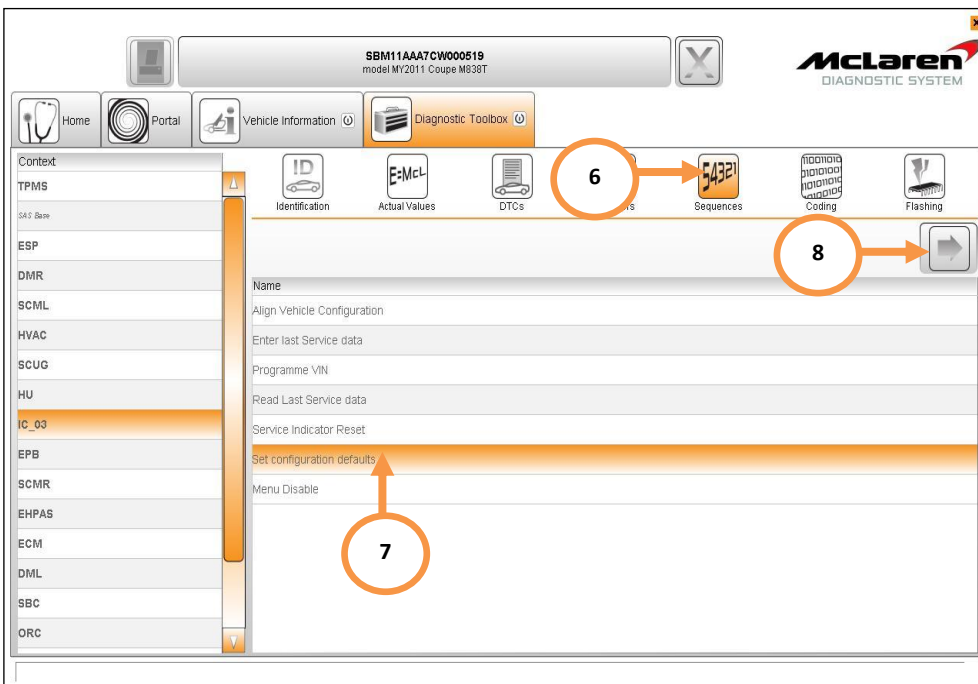 SBM11AAA7CW000519
model MY2011 Coupe M838T
McLaren
DIAGNOSTIC SYSTEM
Home
Portal
Vehicle Information
Diagnostic Toolbox
Context
TPMS
SAS Base
ESP
DMR
SCML
HVAC
SCUG
HU
IC_03
EPB
SCMR
EHPAS
ECM
DML
SBC
ORC
ID
Identification
E:McL
Actual Values
DTCs
6
54321
Sequences
Coding
Flashing
8
Name
Align Vehicle Configuration
Enter last Service data
Programme VIN
Read Last Service data
Service Indicator Reset
Set configuration defaults
Menu Disable
7